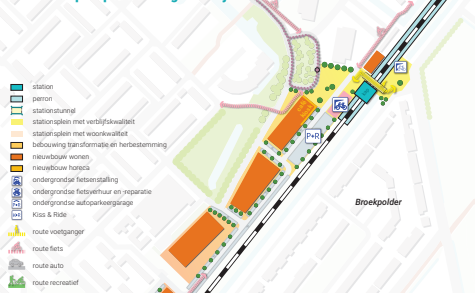 station
perron
stationstunnel
stationsplein met verblijfskwaliteit
stationsplein met woonkwaliteit
bebouwing transformatie en herbestemming
nieuwbouw wonen
nieuwbouw horeca
ondergrondse fietsenstalling
ondergrondse fietsverhuur en -reparatie
ondergrondse autoparkeergarage
Kiss & Ride
route voetganger
route fiets
route auto
route recreatief
P+R
Broekpolder